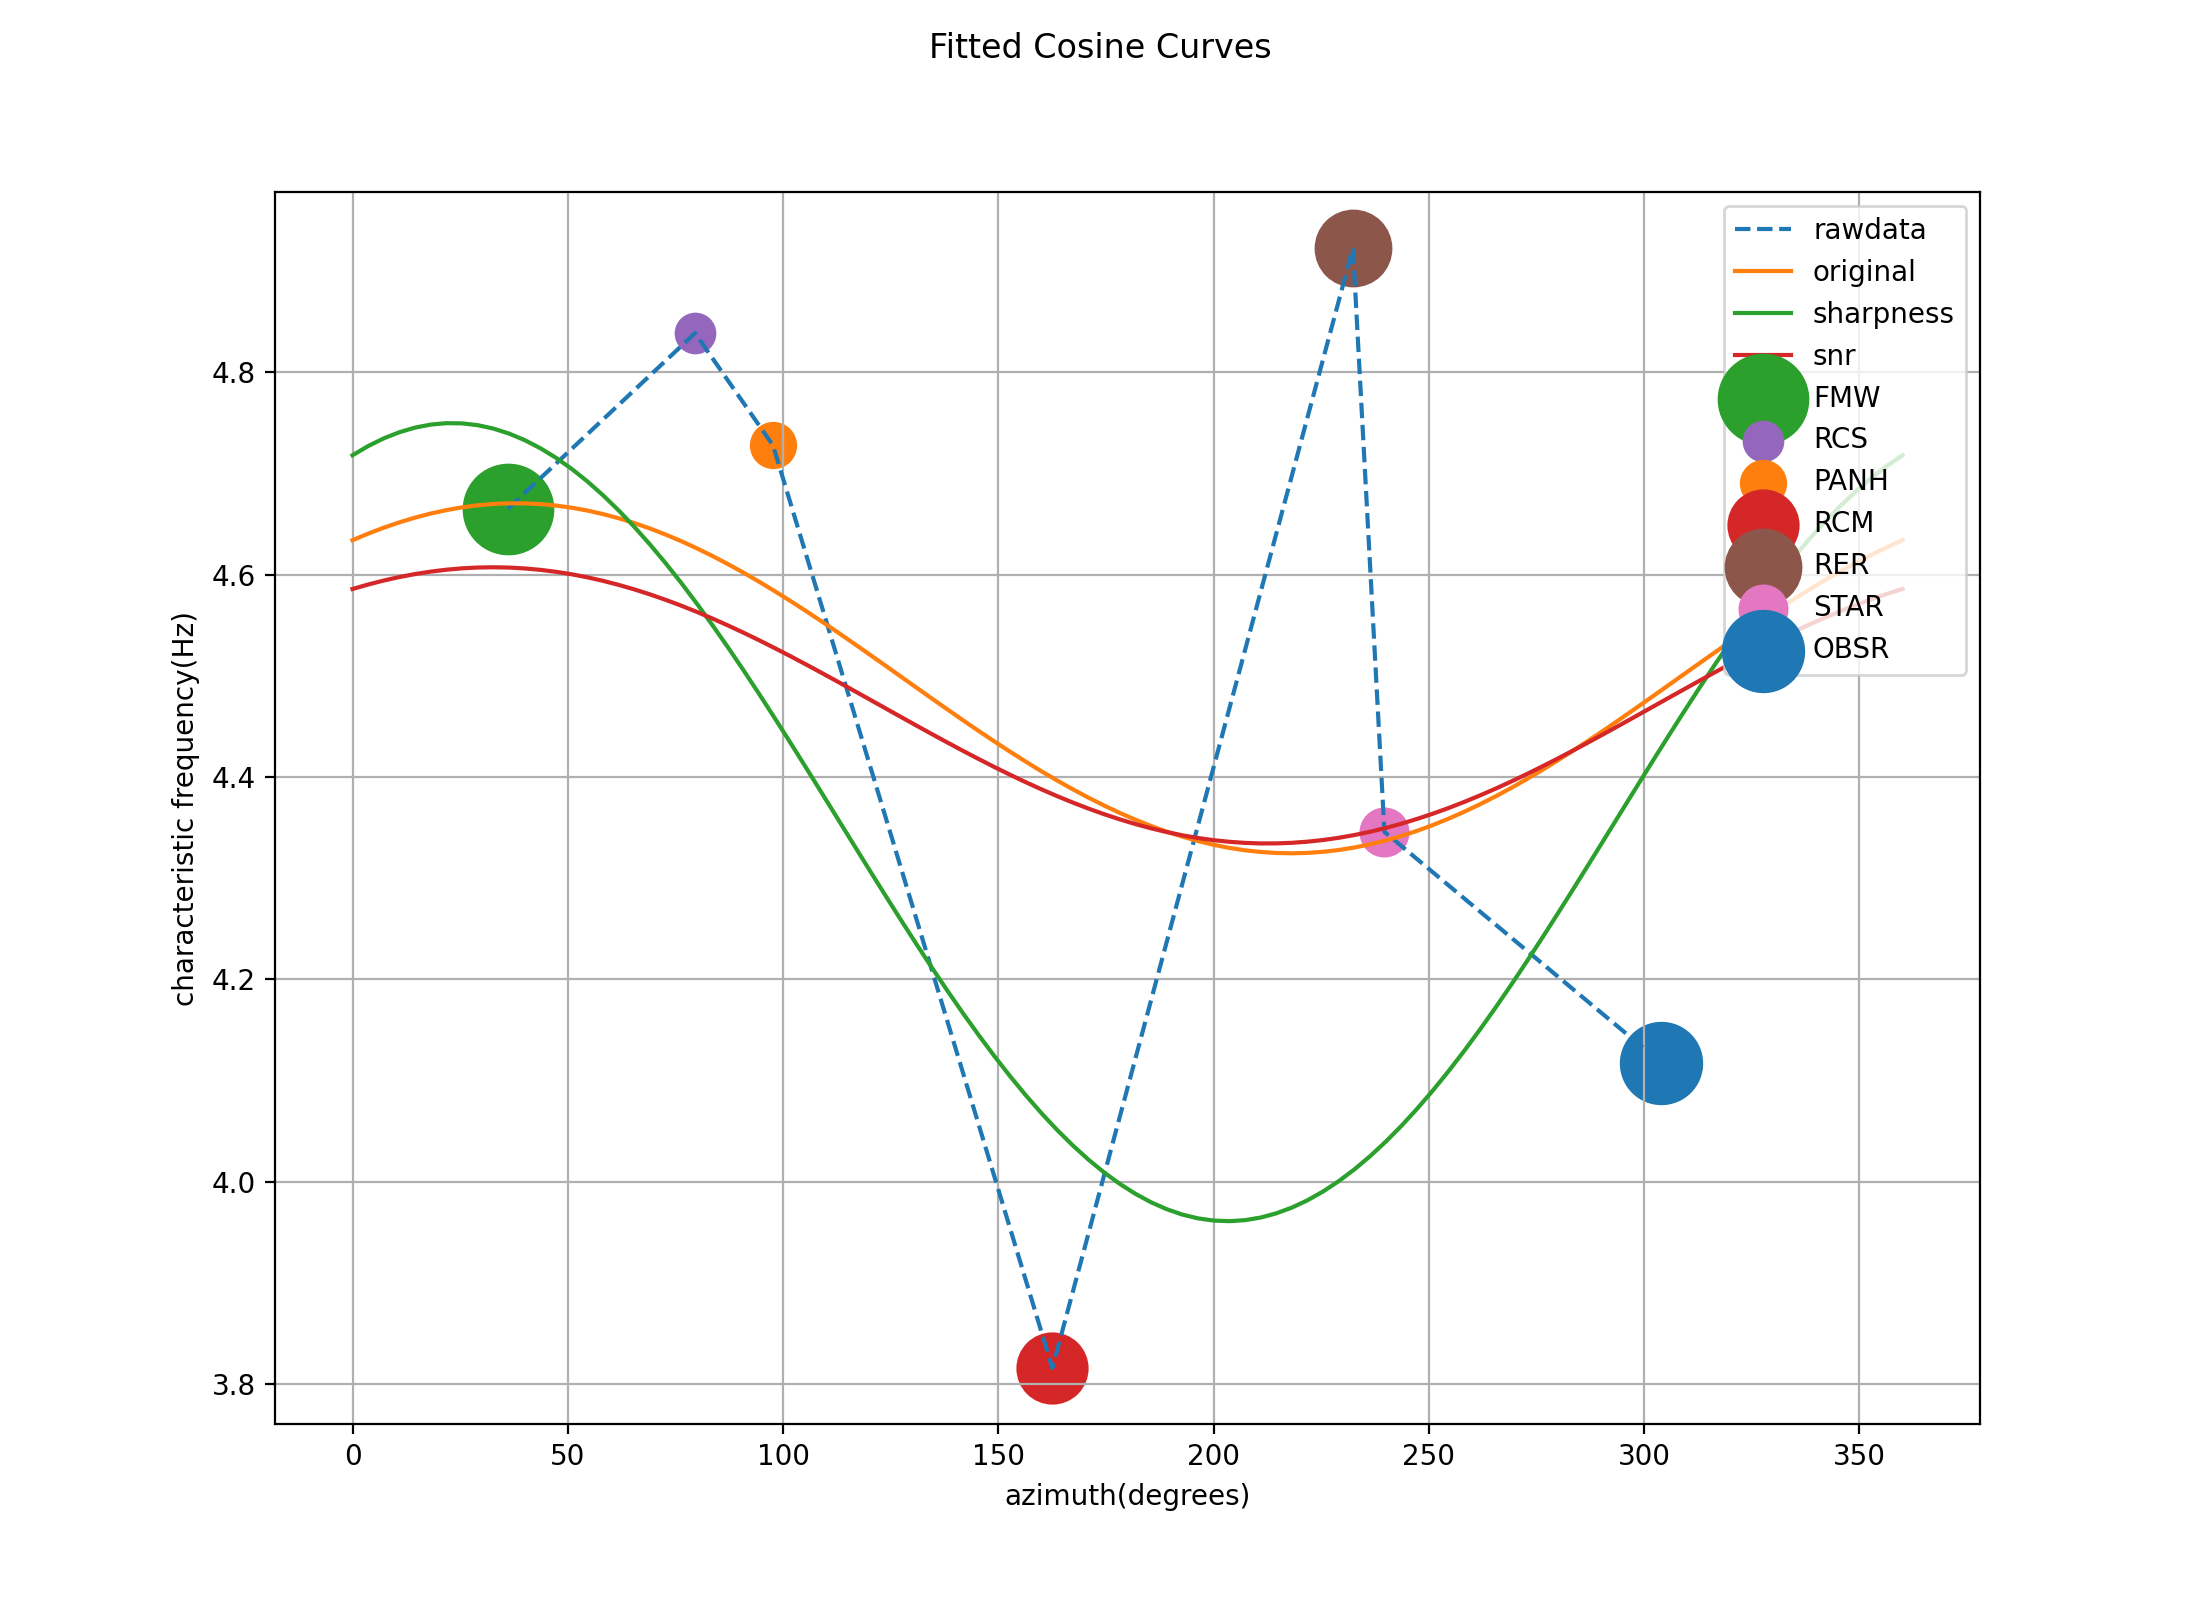 Fitted Cosine Curves
characteristic frequency(Hz)
4.8
4.6
4.4
4.2
4.0
3.8
0 50 100 150 200 250 300 350
azimuth(degrees)
rawdata
original
sharpness
snr
FMW
RCS
PANH
RCM
RER
STAR
OBSR